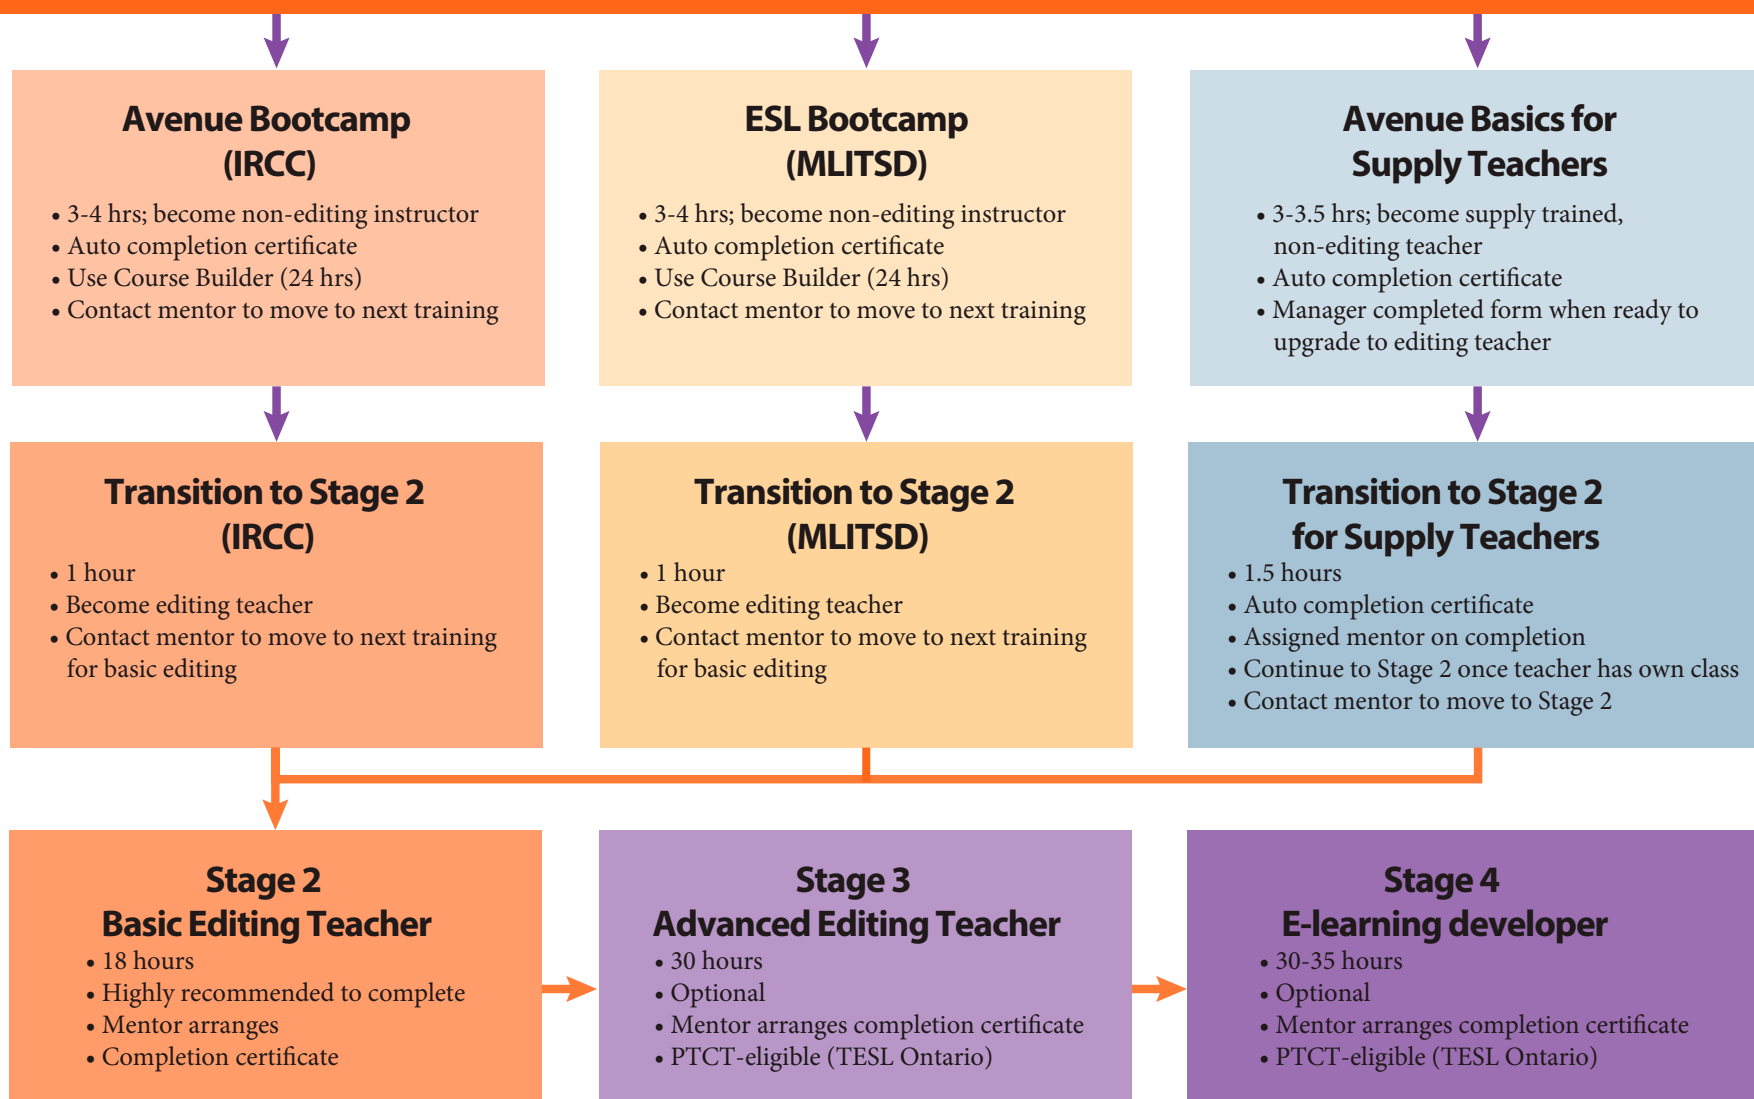 Avenue Bootcamp
(IRCC)
• 3-4 hrs; become non-editing instructor
• Auto completion certificate
• Use Course Builder (24 hrs)
• Contact mentor to move to next training
ESL Bootcamp
(MLITSD)
• 3-4 hrs; become non-editing instructor
• Auto completion certificate
• Use Course Builder (24 hrs)
• Contact mentor to move to next training
Avenue Basics for
Supply Teachers
• 3-3.5 hrs; become supply trained,
non-editing teacher
• Auto completion certificate
• Manager completed form when ready to
upgrade to editing teacher
Transition to Stage 2
(IRCC)
• 1 hour
• Become editing teacher
• Contact mentor to move to next training
for basic editing
Transition to Stage 2
(MLITSD)
• 1 hour
• Become editing teacher
• Contact mentor to move to next training
for basic editing
Transition to Stage 2
for Supply Teachers
• 1.5 hours
• Auto completion certificate
• Assigned mentor on completion
• Continue to Stage 2 once teacher has own class
• Contact mentor to move to Stage 2
Stage 2
Basic Editing Teacher
• 18 hours
• Highly recommended to complete
• Mentor arranges
• Completion certificate
Stage 3
Advanced Editing Teacher
• 30 hours
• Optional
• Mentor arranges completion certificate
• PTCT-eligible (TESL Ontario)
Stage 4
E-learning developer
• 30-35 hours
• Optional
• Mentor arranges completion certificate
• PTCT-eligible (TESL Ontario)